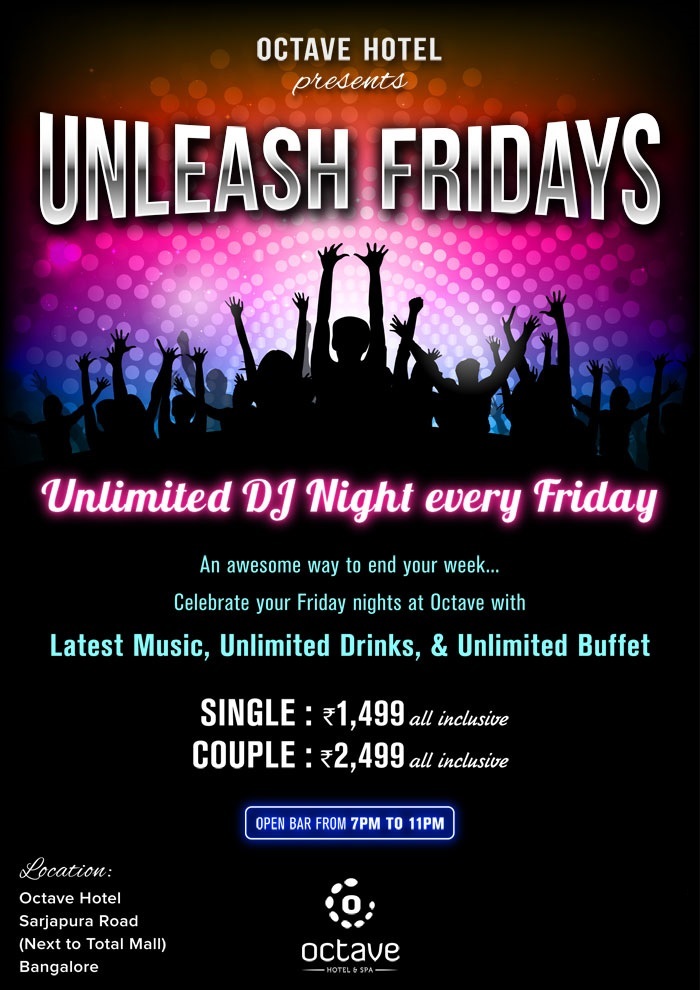 OCTAVE HOTEL
presents
UNLEASH FRIDAYS
Unlimited DJ Night every Friday
An awesome way to end your week...
Celebrate your Friday nights at Octave with
Latest Music, Unlimited Drinks, & Unlimited Buffet
SINGLE : ₹1,499 all inclusive
COUPLE : ₹2,499 all inclusive
OPEN BAR FROM 7PM TO 11PM
Location:
Octave Hotel
Sarjapura Road
(Next to Total Mall)
Bangalore
octave
HOTEL & SPA